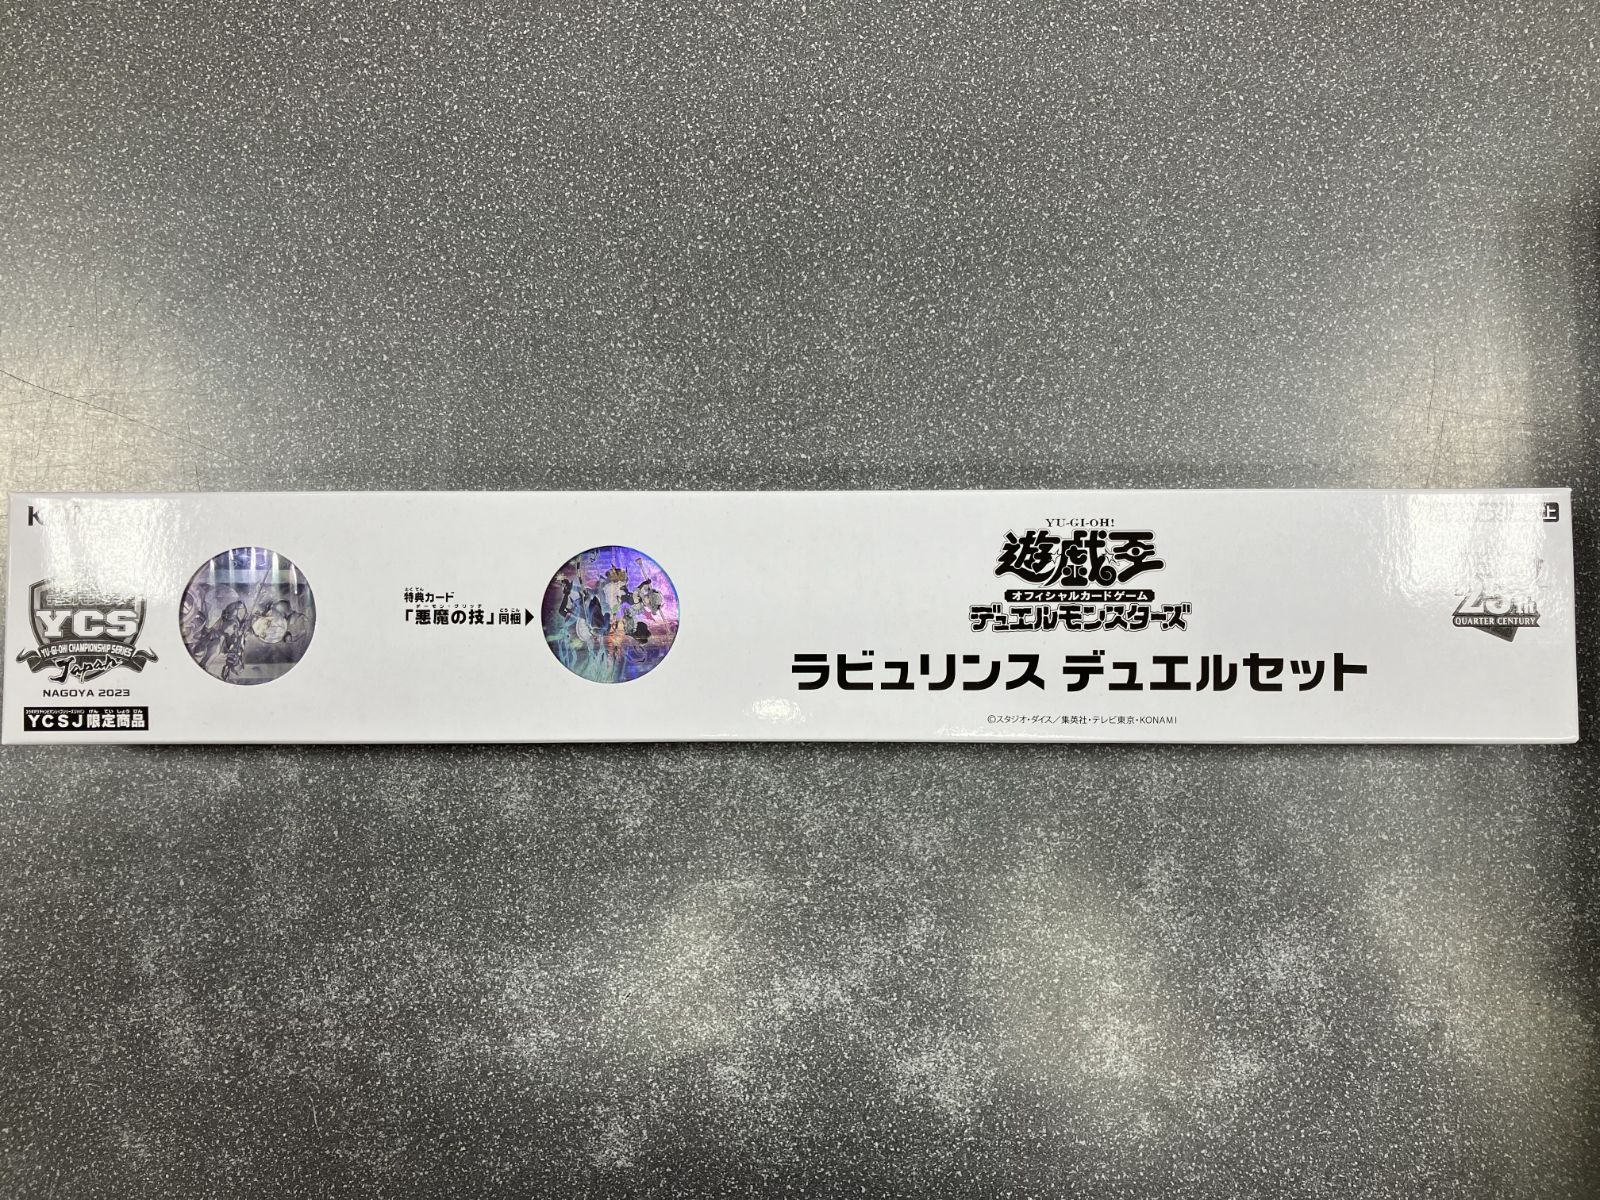 YCS
YU-GI-OH! CHAMPIONSHIP SERIES
Japan
NAGOYA 2023
YCSJ限定商品
特典カード
「悪魔の技」同梱▶
YU-GI-OH!
遊戯王
オフィシャルカードゲーム
デュエルモンスターズ
ラビュリンス デュエルセット
©スタジオ・ダイス／集英社・テレビ東京・KONAMI
25th
QUARTER CENTURY
上